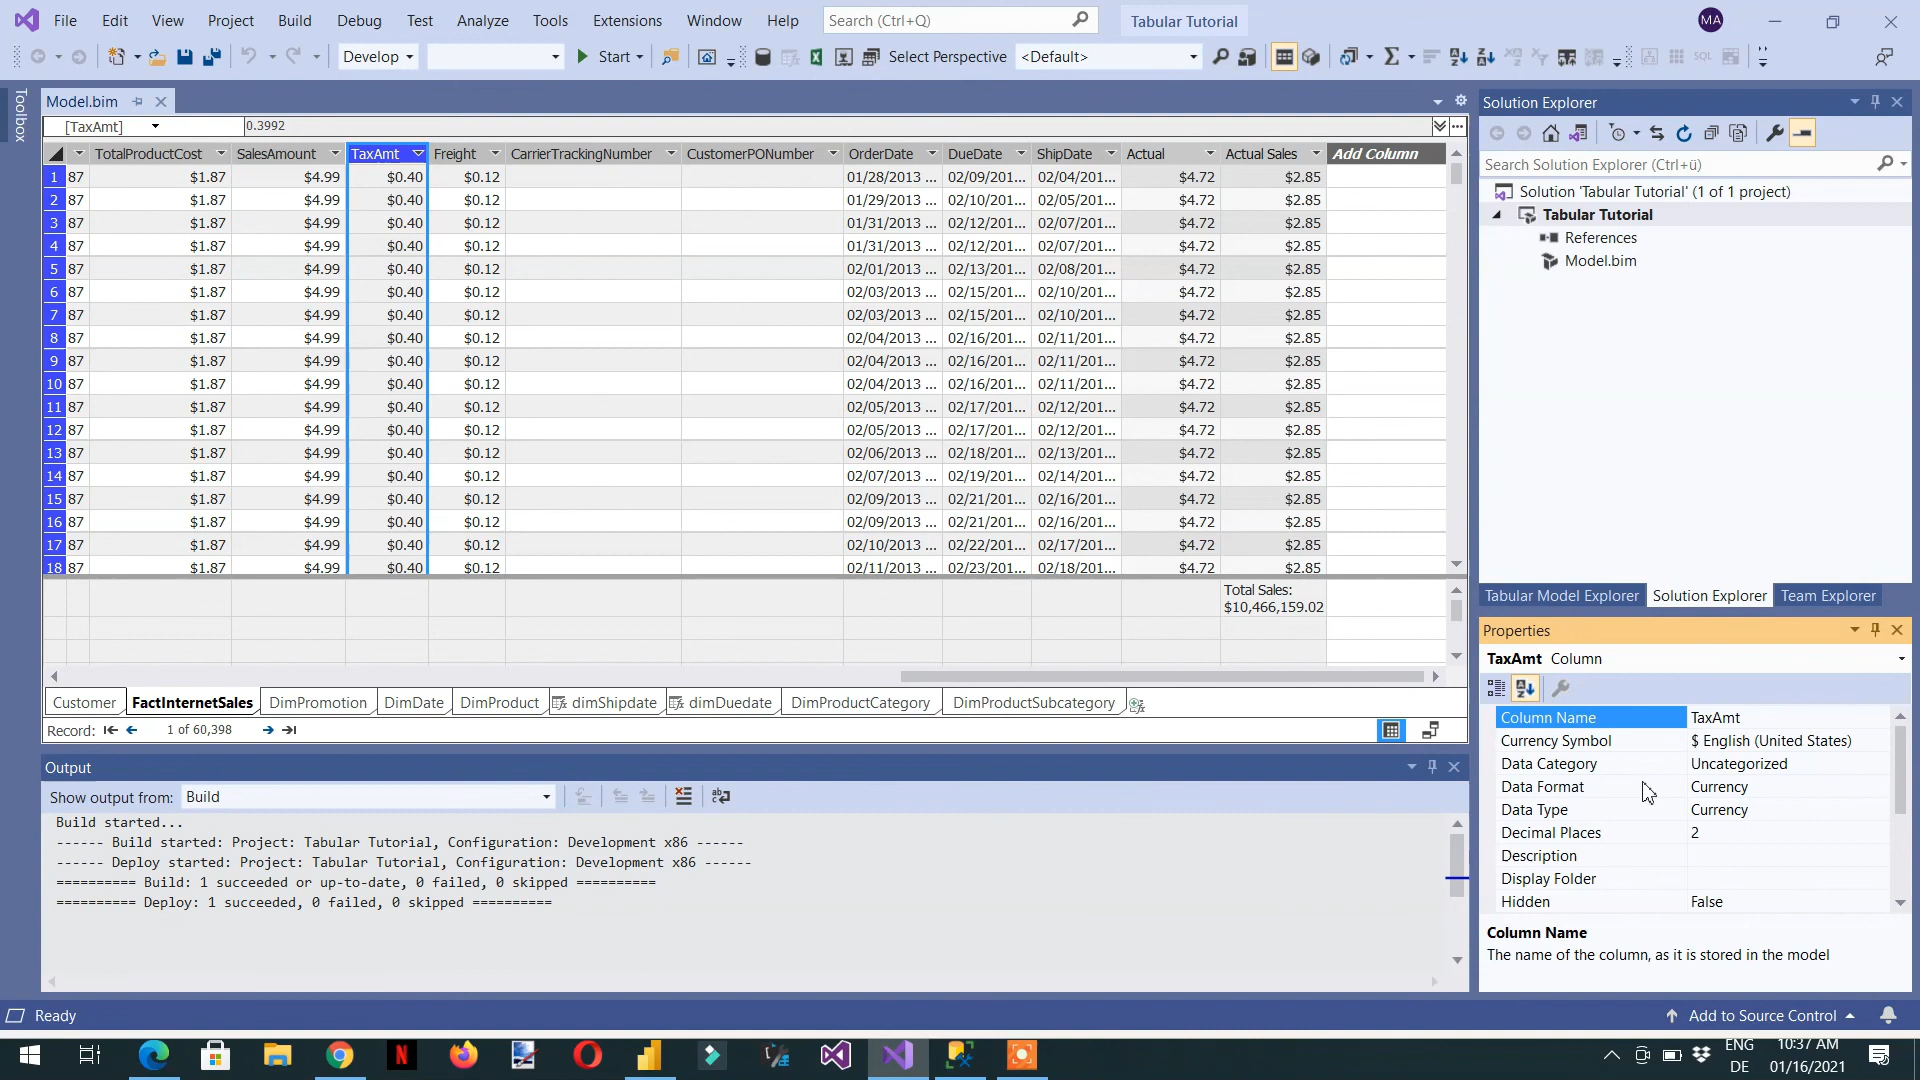 File Edit View Project Build Debug Test Analyze Tools Extensions Window Help Search (Ctrl+Q) Tabular Tutorial MA
Develop Start Select Perspective <Default> SQL
Toolbox
Model.bim
[TaxAmt] 0.3992
TotalProductCost SalesAmount TaxAmt Freight CarrierTrackingNumber CustomerPONumber OrderDate DueDate ShipDate Actual Actual Sales Add Column
1 87 $1.87 $4.99 $0.40 $0.12 01/28/2013 ... 02/09/201... 02/04/201... $4.72 $2.85
2 87 $1.87 $4.99 $0.40 $0.12 01/29/2013 ... 02/10/201... 02/05/201... $4.72 $2.85
3 87 $1.87 $4.99 $0.40 $0.12 01/31/2013 ... 02/12/201... 02/07/201... $4.72 $2.85
4 87 $1.87 $4.99 $0.40 $0.12 01/31/2013 ... 02/12/201... 02/07/201... $4.72 $2.85
5 87 $1.87 $4.99 $0.40 $0.12 02/01/2013 ... 02/13/201... 02/08/201... $4.72 $2.85
6 87 $1.87 $4.99 $0.40 $0.12 02/03/2013 ... 02/15/201... 02/10/201... $4.72 $2.85
7 87 $1.87 $4.99 $0.40 $0.12 02/03/2013 ... 02/15/201... 02/10/201... $4.72 $2.85
8 87 $1.87 $4.99 $0.40 $0.12 02/04/2013 ... 02/16/201... 02/11/201... $4.72 $2.85
9 87 $1.87 $4.99 $0.40 $0.12 02/04/2013 ... 02/16/201... 02/11/201... $4.72 $2.85
10 87 $1.87 $4.99 $0.40 $0.12 02/04/2013 ... 02/16/201... 02/11/201... $4.72 $2.85
11 87 $1.87 $4.99 $0.40 $0.12 02/05/2013 ... 02/17/201... 02/12/201... $4.72 $2.85
12 87 $1.87 $4.99 $0.40 $0.12 02/05/2013 ... 02/17/201... 02/12/201... $4.72 $2.85
13 87 $1.87 $4.99 $0.40 $0.12 02/06/2013 ... 02/18/201... 02/13/201... $4.72 $2.85
14 87 $1.87 $4.99 $0.40 $0.12 02/07/2013 ... 02/19/201... 02/14/201... $4.72 $2.85
15 87 $1.87 $4.99 $0.40 $0.12 02/09/2013 ... 02/21/201... 02/16/201... $4.72 $2.85
16 87 $1.87 $4.99 $0.40 $0.12 02/09/2013 ... 02/21/201... 02/16/201... $4.72 $2.85
17 87 $1.87 $4.99 $0.40 $0.12 02/10/2013 ... 02/22/201... 02/17/201... $4.72 $2.85
18 87 $1.87 $4.99 $0.40 $0.12 02/11/2013 ... 02/23/201... 02/18/201... $4.72 $2.85
Total Sales:
$10,466,159.02
Customer FactInternetSales DimPromotion DimDate DimProduct dimShipdate dimDuedate DimProductCategory DimProductSubcategory
Record: 1 of 60,398
Output
Show output from: Build
Build started...
------ Build started: Project: Tabular Tutorial, Configuration: Development x86 ------
------ Deploy started: Project: Tabular Tutorial, Configuration: Development x86 ------
========== Build: 1 succeeded or up-to-date, 0 failed, 0 skipped ==========
========== Deploy: 1 succeeded, 0 failed, 0 skipped ==========
Solution Explorer
Search Solution Explorer (Ctrl+ü)
Solution 'Tabular Tutorial' (1 of 1 project)
Tabular Tutorial
References
Model.bim
Tabular Model Explorer Solution Explorer Team Explorer
Properties
TaxAmt Column
Column Name TaxAmt
Currency Symbol $ English (United States)
Data Category Uncategorized
Data Format Currency
Data Type Currency
Decimal Places 2
Description
Display Folder
Hidden False
Column Name
The name of the column, as it is stored in the model
Ready Add to Source Control
ENG 10:37 AM
DE 01/16/2021